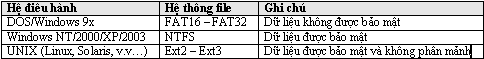 Hệ điều hành Hệ thông file Ghi chú
DOS/Windows 9x FAT16 – FAT32 Dữ liệu không được bảo mật
Windows NT/2000/XP/2003 NTFS Dữ liệu được bảo mật
UNIX (Linux, Solaris, v.v…) Ext2 – Ext3 Dữ liệu được bảo mật và không phân mảnh